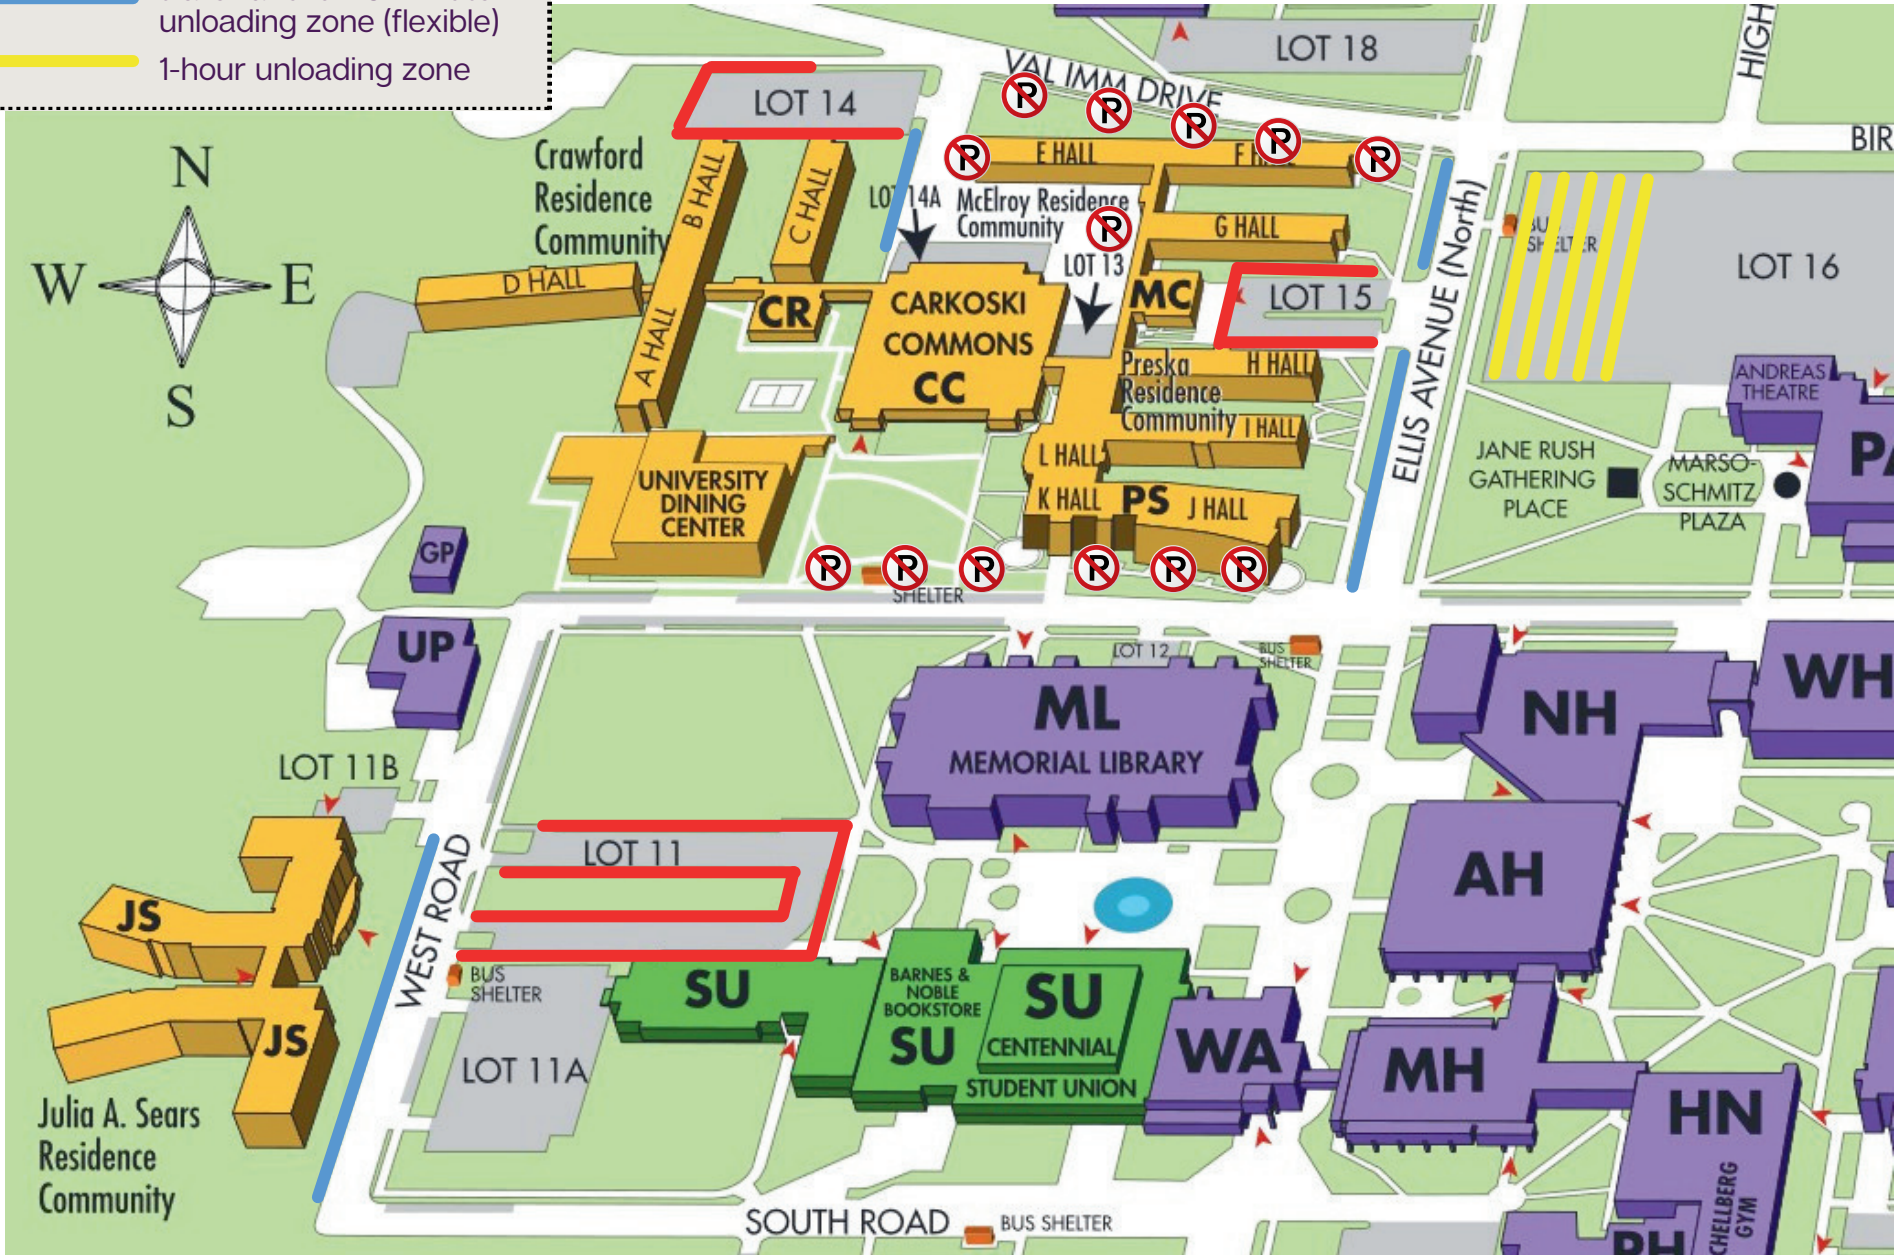 unloading zone (flexible)
1-hour unloading zone
LOT 18
HIGH
VAL IMM DRIVE
LOT 14
BIR
N
W
E
S
Crawford
Residence
Community
B HALL
C HALL
LOT 14A
E HALL
McElroy Residence
Community
G HALL
LOT 13
D HALL
A HALL
CR
CARKOSKI
COMMONS
CC
MC
LOT 15
ELLIS AVENUE (North)
BUS
SHELTER
LOT 16
Preska
Residence
Community
H HALL
I HALL
L HALL
K HALL
PS
J HALL
ANDREAS
THEATRE
PA
JANE RUSH
GATHERING
PLACE
MARSO-
SCHMITZ
PLAZA
UNIVERSITY
DINING
CENTER
GP
SHELTER
UP
LOT 12
BUS
SHELTER
ML
MEMORIAL LIBRARY
NH
WH
LOT 11B
WEST ROAD
LOT 11
AH
JS
JS
BUS
SHELTER
LOT 11A
SU
BARNES &
NOBLE
BOOKSTORE
SU
SU
CENTENNIAL
STUDENT UNION
WA
MH
HN
CHELLBERG
GYM
PH
Julia A. Sears
Residence
Community
SOUTH ROAD
BUS SHELTER